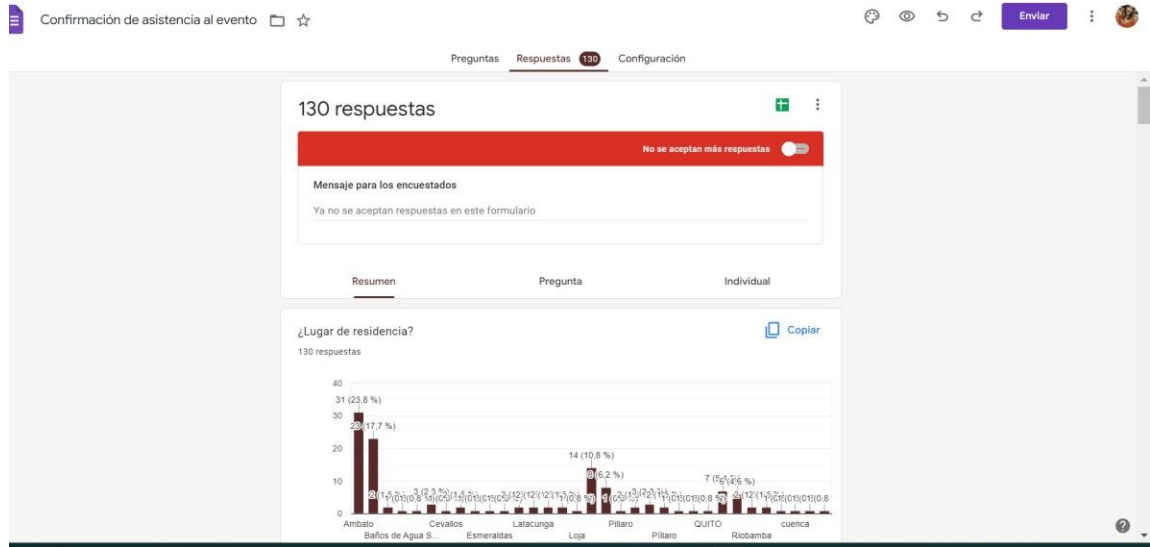 Confirmación de asistencia al evento
Enviar
Preguntas Respuestas 130 Configuración
130 respuestas
No se aceptan más respuestas
Mensaje para los encuestados
Ya no se aceptan respuestas en este formulario
Resumen Pregunta Individual
¿Lugar de residencia? Copiar
130 respuestas
40
31 (23,8 %)
30
23 (17,7 %)
20
14 (10,8 %)
8 (6,2 %)
10
0
Ambato Cevallos Latacunga Píllaro QUITO cuenca
Baños de Agua S... Esmeraldas Loja Píllaro Riobamba